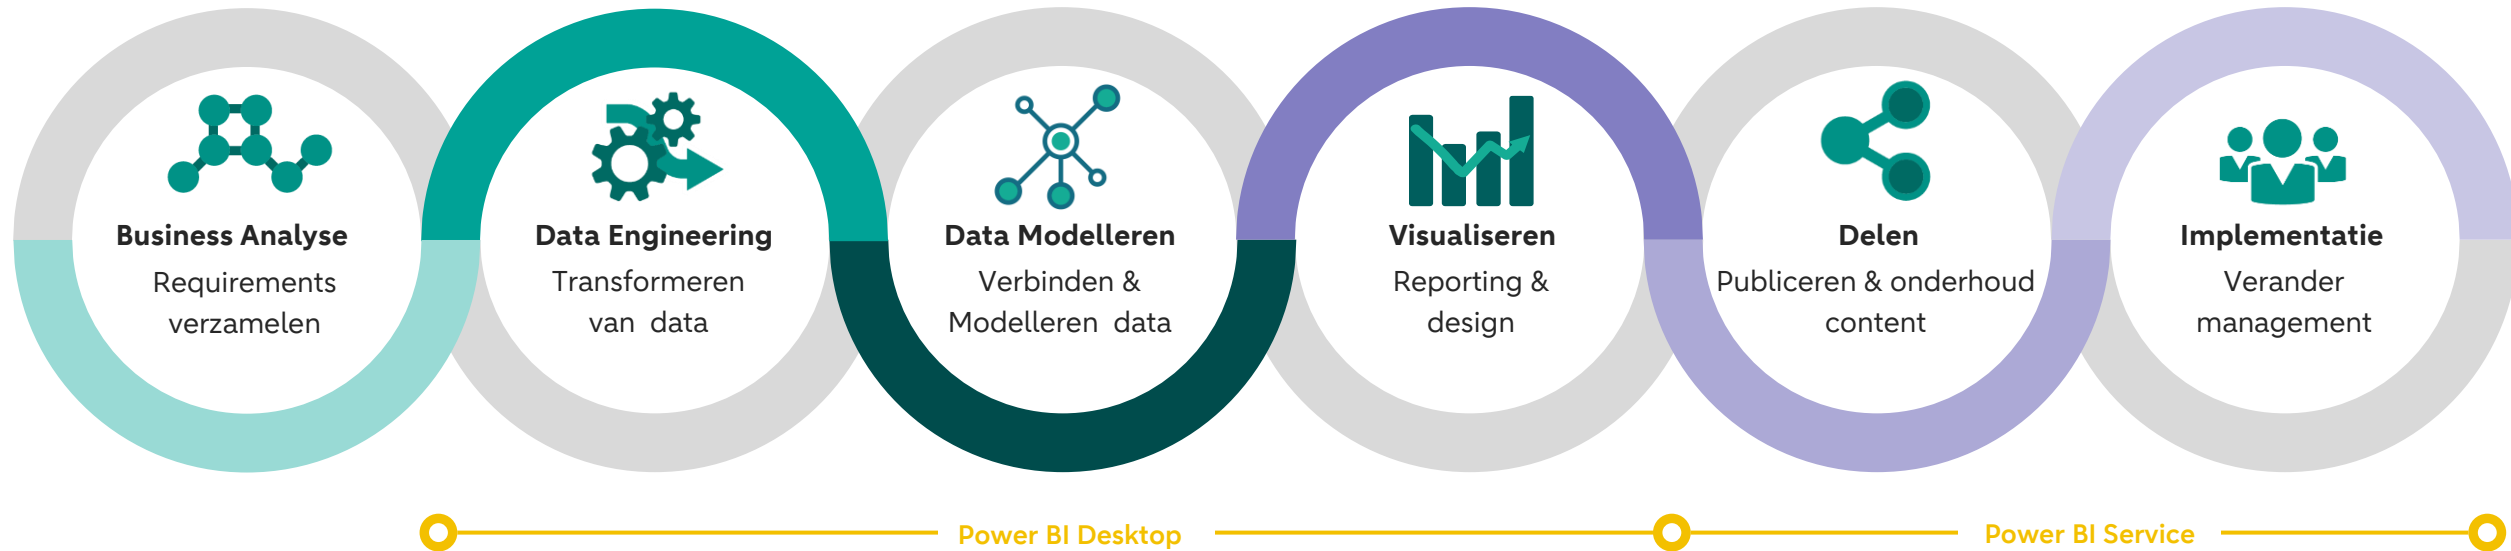 Business Analyse
Requirements
verzamelen
Data Engineering
Transformeren
van data
Data Modelleren
Verbinden &
Modelleren data
Visualiseren
Reporting &
design
Delen
Publiceren & onderhoud
content
Implementatie
Verander
management
Power BI Desktop
Power BI Service